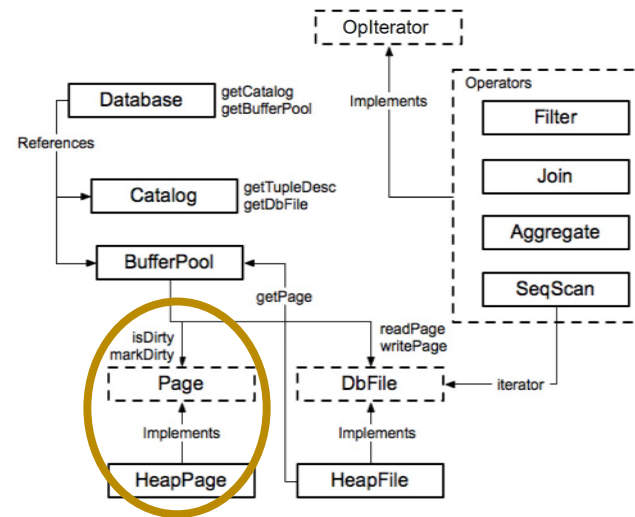 OpIterator
Operators
Implements
Filter
Join
Aggregate
SeqScan
Database
getCatalog
getBufferPool
References
Catalog
getTupleDesc
getDbFile
BufferPool
getPage
isDirty
markDirty
readPage
writePage
Page
DbFile
iterator
Implements
Implements
HeapPage
HeapFile